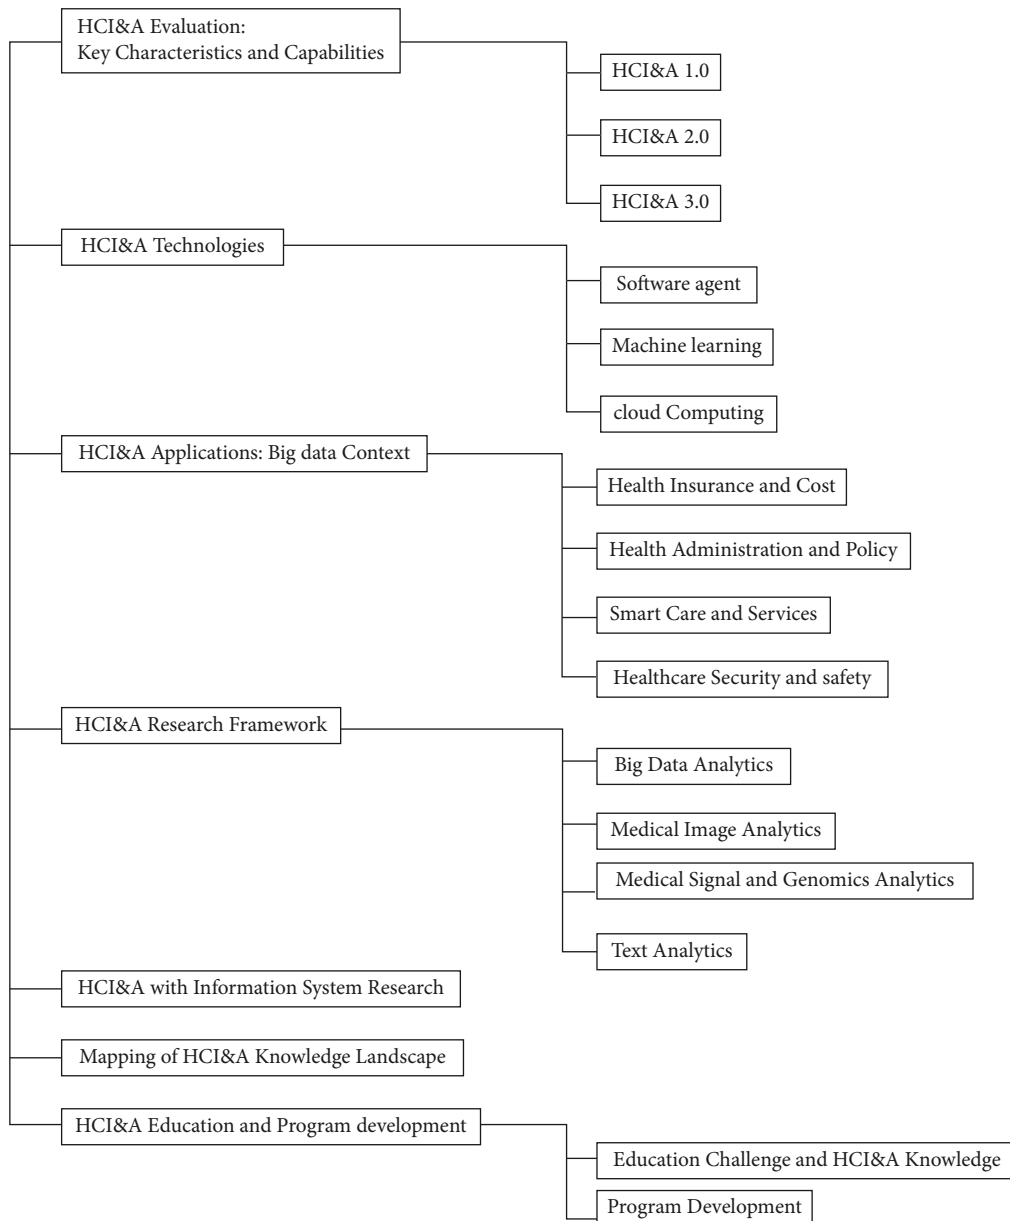 HCI&A Evaluation:
Key Characteristics and Capabilities
HCI&A 1.0
HCI&A 2.0
HCI&A 3.0
HCI&A Technologies
Software agent
Machine learning
cloud Computing
HCI&A Applications: Big data Context
Health Insurance and Cost
Health Administration and Policy
Smart Care and Services
Healthcare Security and safety
HCI&A Research Framework
Big Data Analytics
Medical Image Analytics
Medical Signal and Genomics Analytics
Text Analytics
HCI&A with Information System Research
Mapping of HCI&A Knowledge Landscape
HCI&A Education and Program development
Education Challenge and HCI&A Knowledge
Program Development